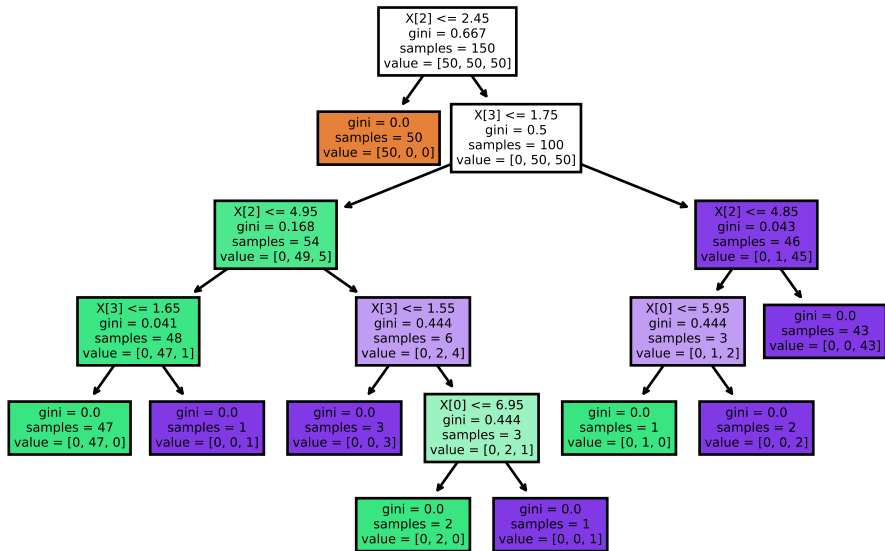 X[2] <= 2.45
gini = 0.667
samples = 150
value = [50, 50, 50]
gini = 0.0
samples = 50
value = [50, 0, 0]
X[3] <= 1.75
gini = 0.5
samples = 100
value = [0, 50, 50]
X[2] <= 4.95
gini = 0.168
samples = 54
value = [0, 49, 5]
X[2] <= 4.85
gini = 0.043
samples = 46
value = [0, 1, 45]
X[3] <= 1.65
gini = 0.041
samples = 48
value = [0, 47, 1]
X[3] <= 1.55
gini = 0.444
samples = 6
value = [0, 2, 4]
X[0] <= 5.95
gini = 0.444
samples = 3
value = [0, 1, 2]
gini = 0.0
samples = 43
value = [0, 0, 43]
gini = 0.0
samples = 47
value = [0, 47, 0]
gini = 0.0
samples = 1
value = [0, 0, 1]
gini = 0.0
samples = 3
value = [0, 0, 3]
X[0] <= 6.95
gini = 0.444
samples = 3
value = [0, 2, 1]
gini = 0.0
samples = 1
value = [0, 1, 0]
gini = 0.0
samples = 2
value = [0, 0, 2]
gini = 0.0
samples = 2
value = [0, 2, 0]
gini = 0.0
samples = 1
value = [0, 0, 1]